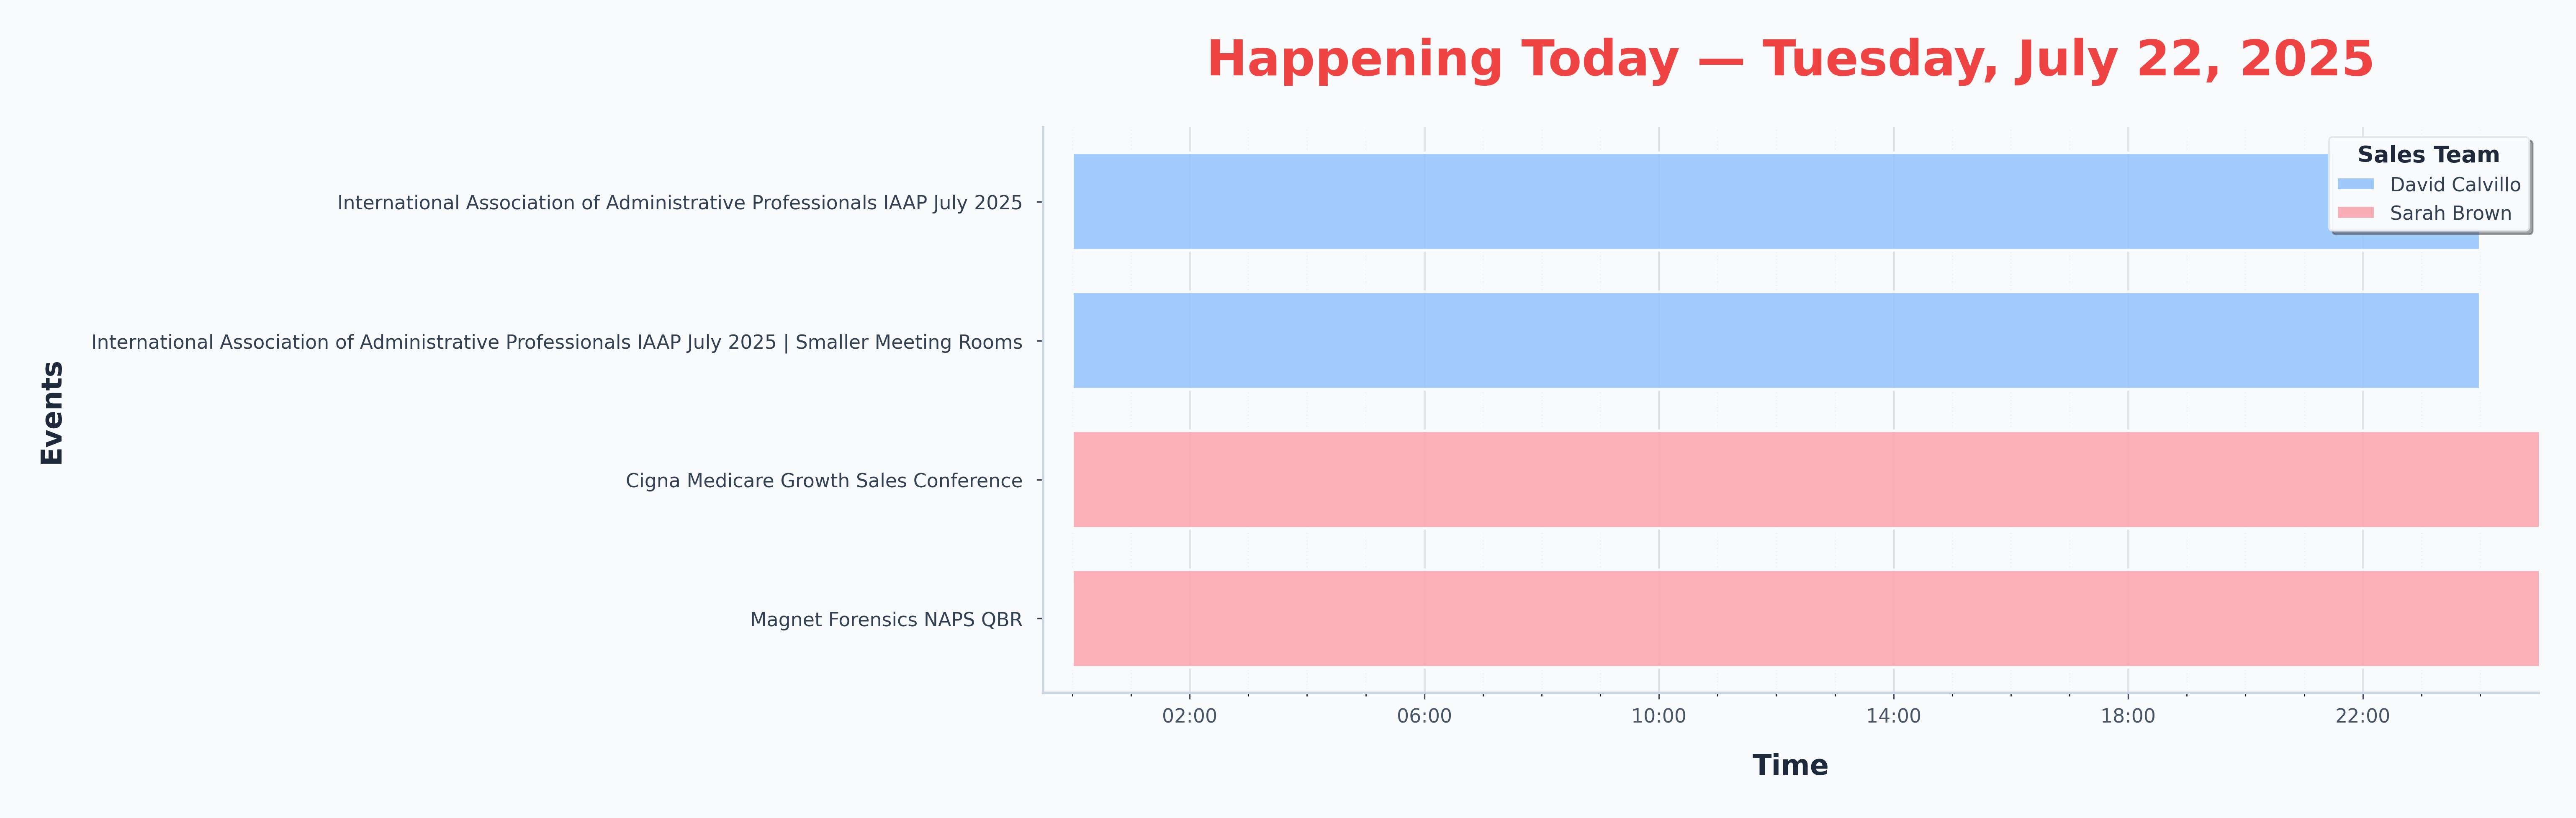 Happening Today — Tuesday, July 22, 2025
Sales Team
David Calvillo
Sarah Brown
International Association of Administrative Professionals IAAP July 2025
International Association of Administrative Professionals IAAP July 2025 | Smaller Meeting Rooms
Cigna Medicare Growth Sales Conference
Magnet Forensics NAPS QBR
Events
02:00 06:00 10:00 14:00 18:00 22:00
Time